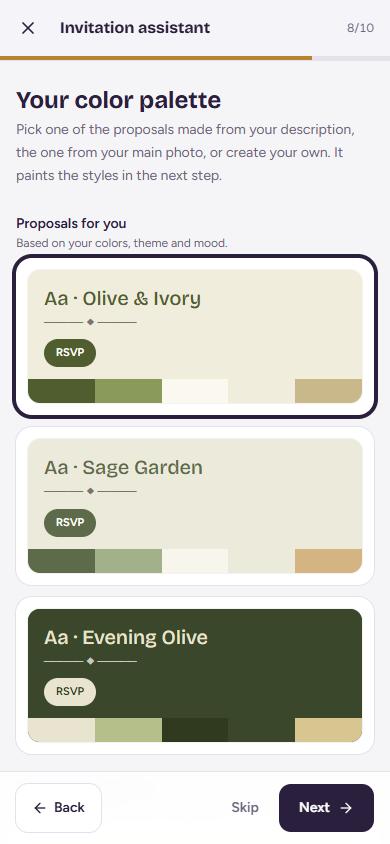 Invitation assistant
8/10
Your color palette
Pick one of the proposals made from your description,
the one from your main photo, or create your own. It
paints the styles in the next step.
Proposals for you
Based on your colors, theme and mood.
Aa · Olive & Ivory
RSVP
Aa · Sage Garden
RSVP
Aa · Evening Olive
RSVP
Back
Skip
Next